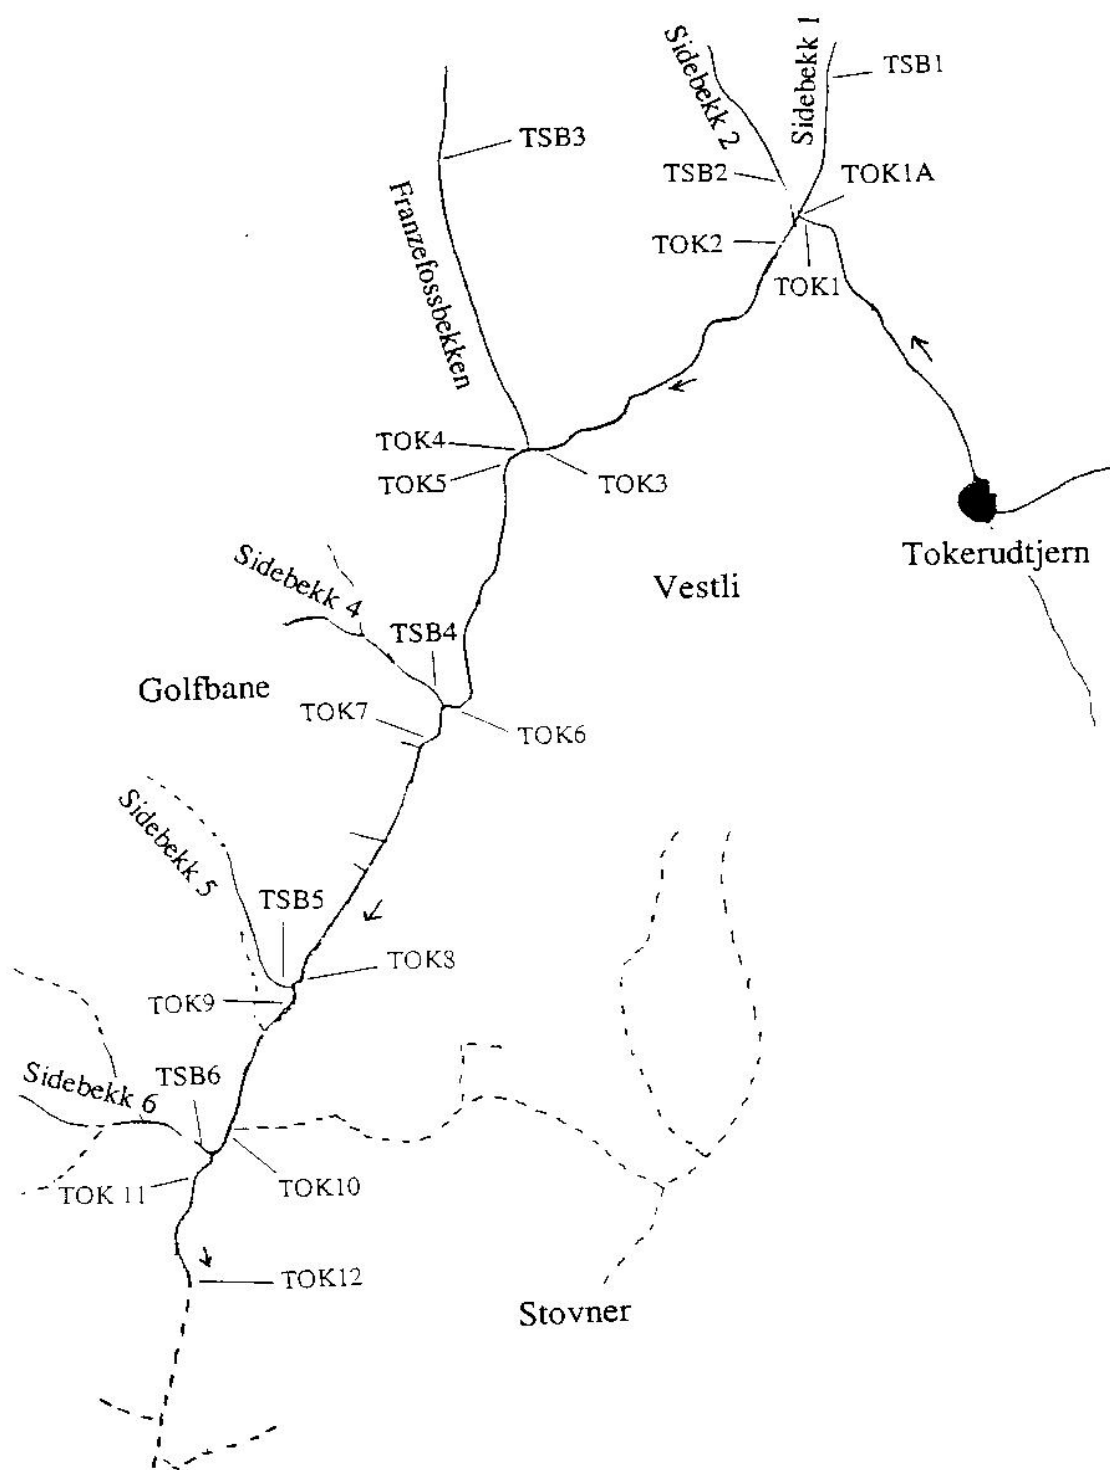 Sidebekk 2
Sidebekk 1
TSB1
TSB3
TSB2
TOK1A
Franzefossbekken
TOK2
TOK1
TOK4
TOK5
TOK3
Tokerudtjern
Sidebekk 4
Vestli
TSB4
Golfbane
TOK7
TOK6
Sidebekk 5
TSB5
TOK8
TOK9
Sidebekk 6
TSB6
TOK 11
TOK10
TOK12
Stovner